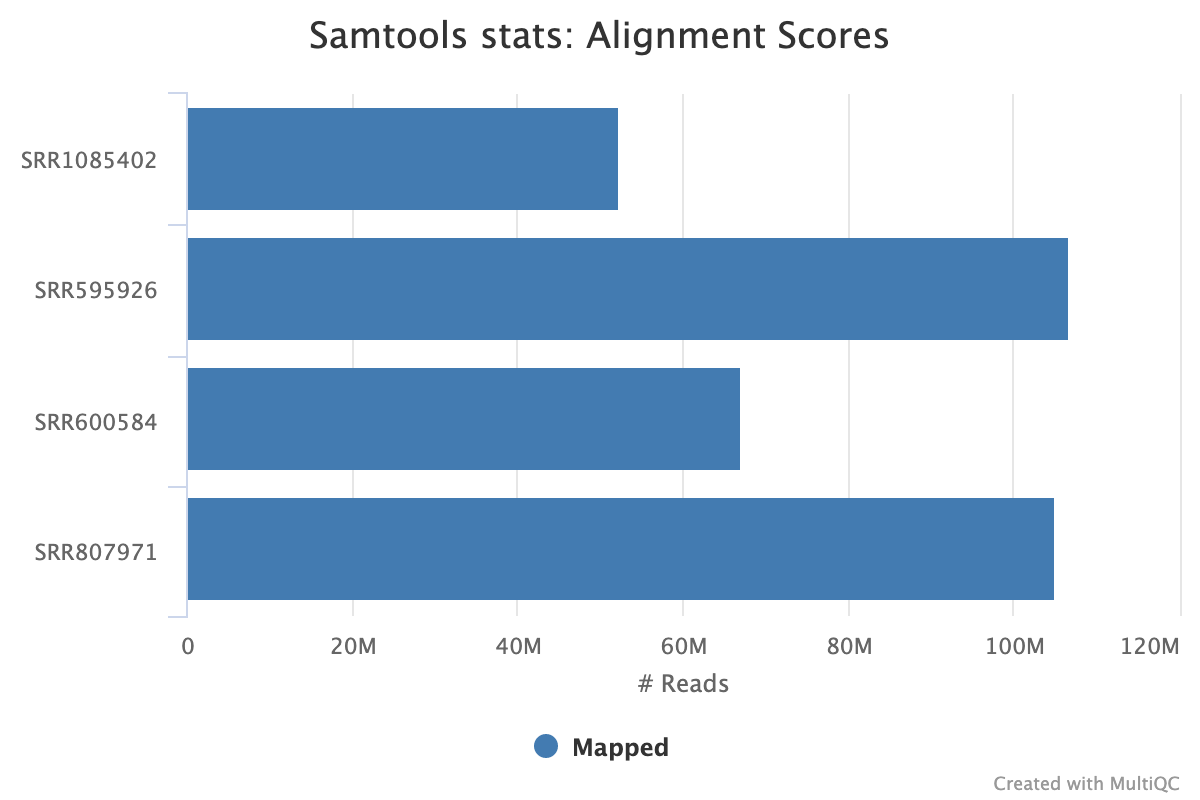 Samtools stats: Alignment Scores
SRR1085402
SRR595926
SRR600584
SRR807971
0 20M 40M 60M 80M 100M 120M
# Reads
Mapped
Created with MultiQC